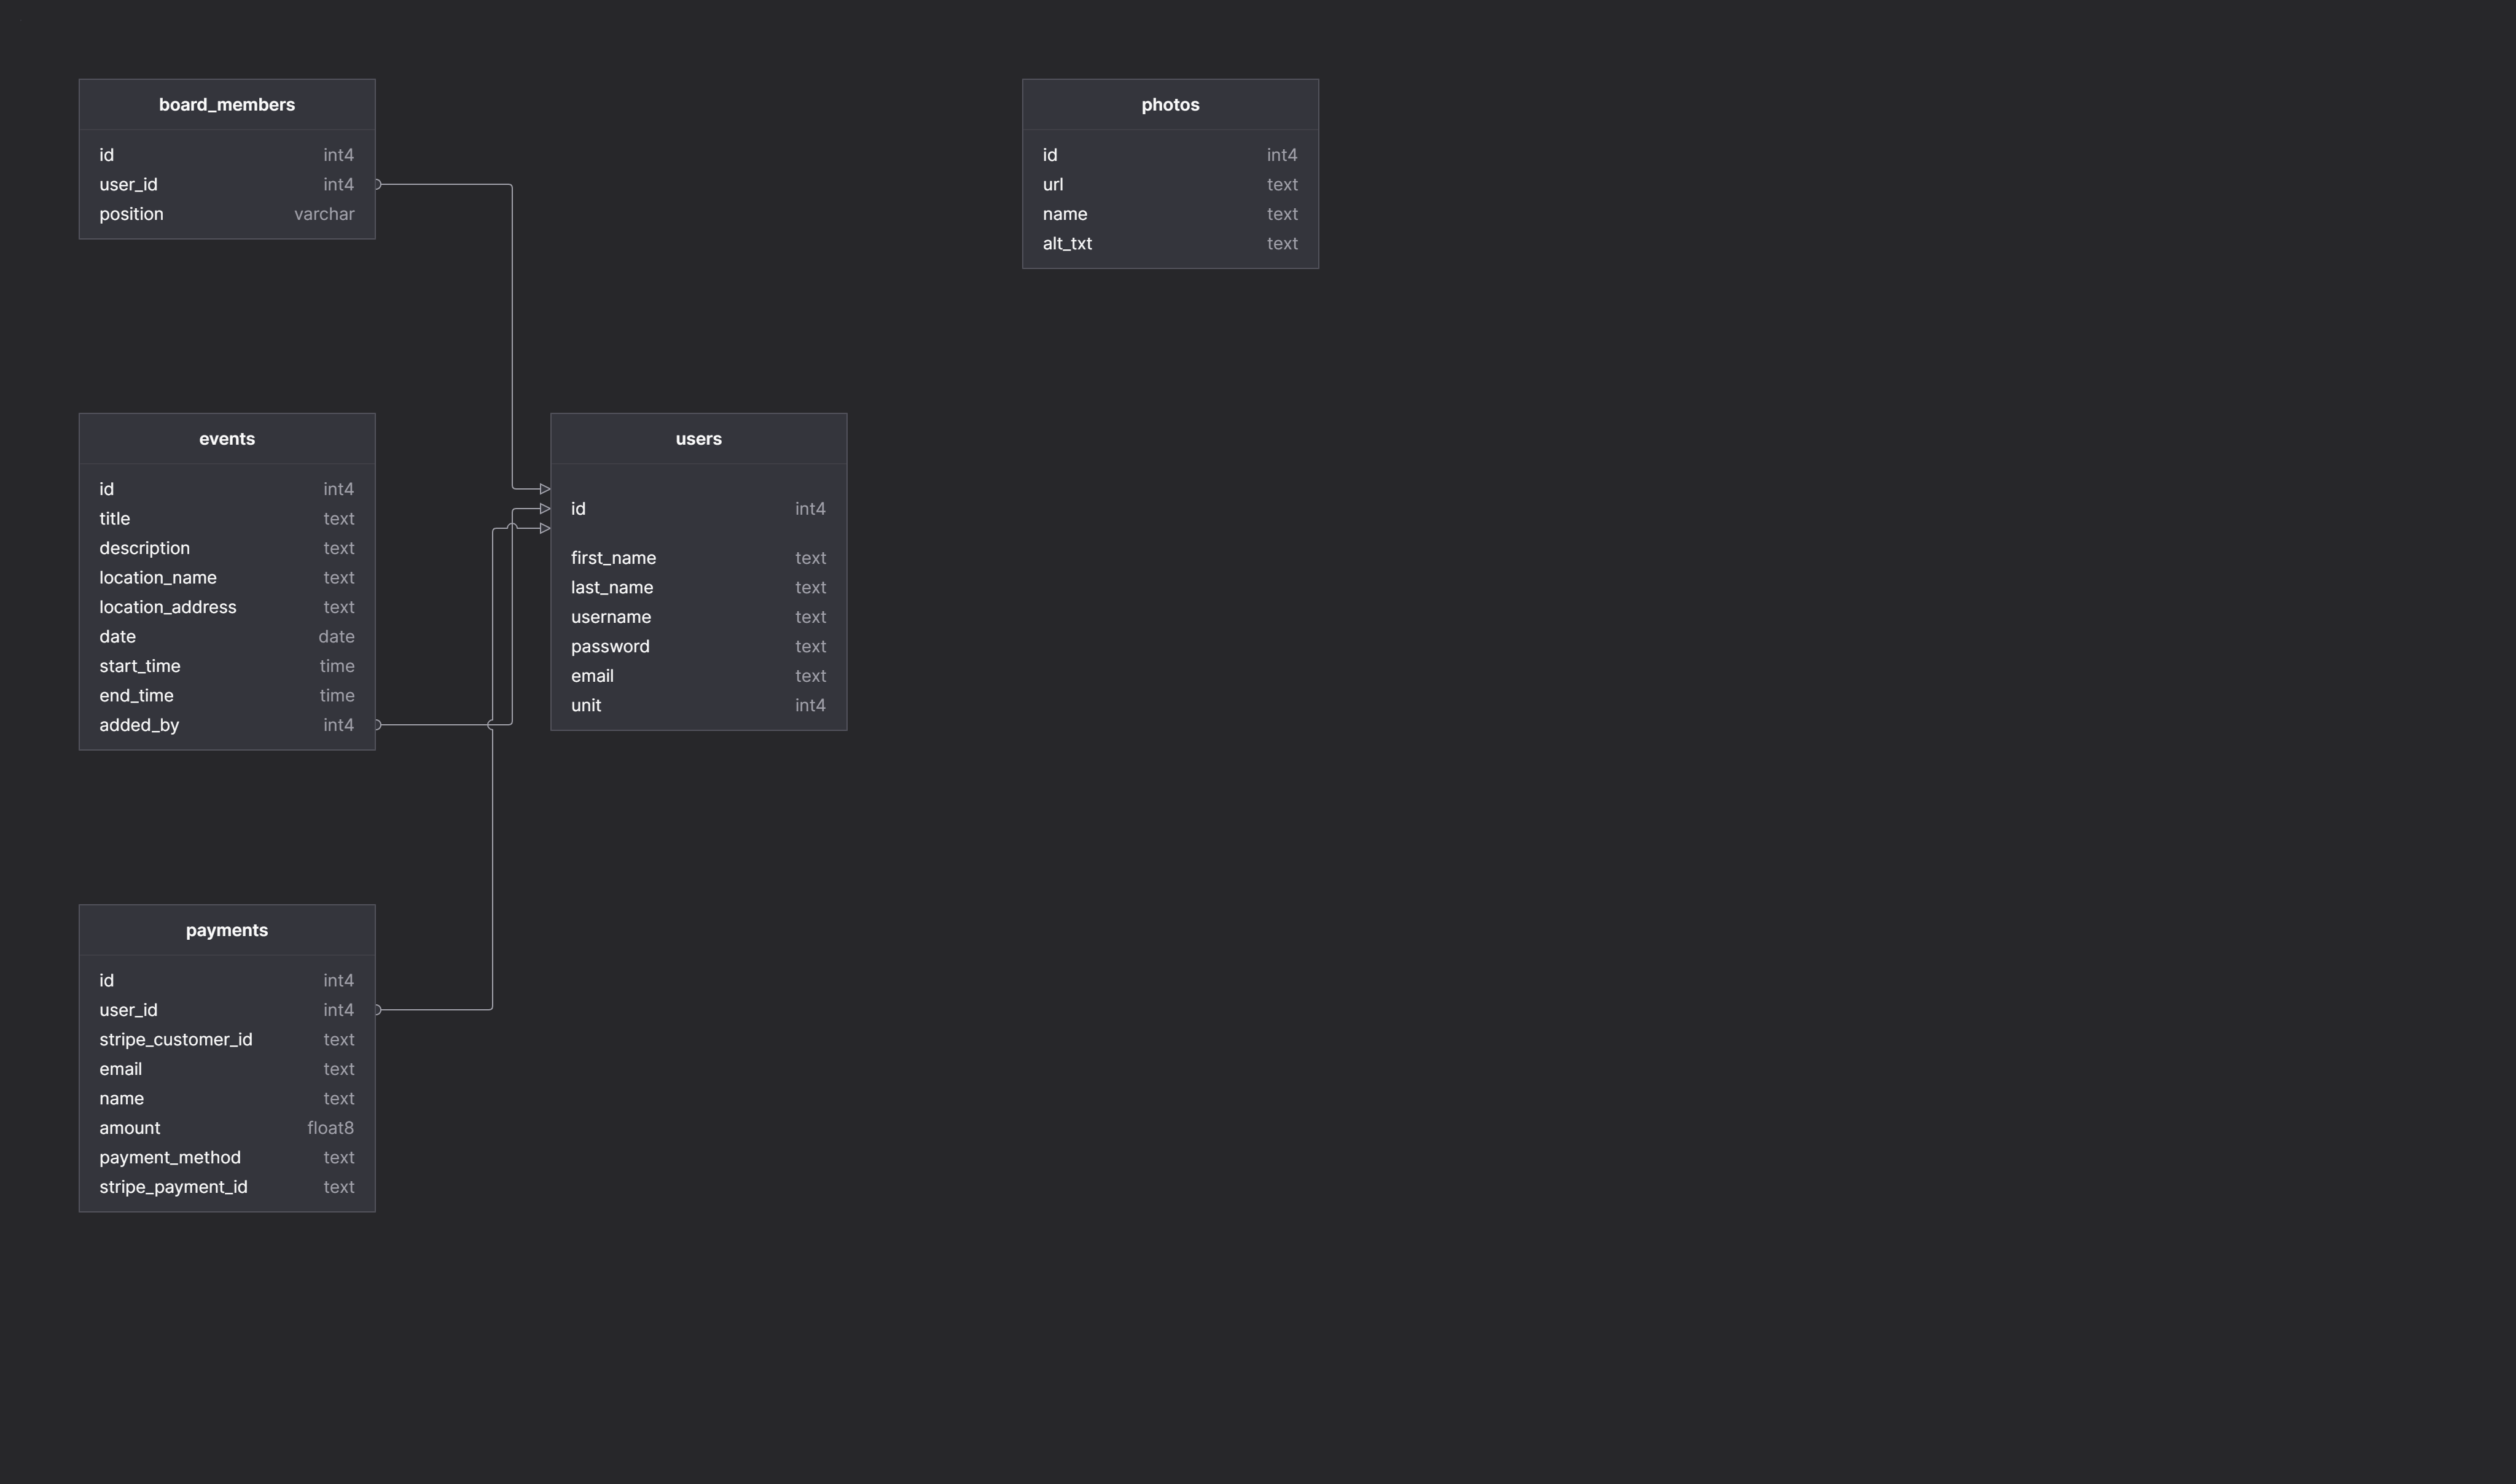 board_members
id int4
user_id int4
position varchar
photos
id int4
url text
name text
alt_txt text
events
id int4
title text
description text
location_name text
location_address text
date date
start_time time
end_time time
added_by int4
users
id int4
first_name text
last_name text
username text
password text
email text
unit int4
payments
id int4
user_id int4
stripe_customer_id text
email text
name text
amount float8
payment_method text
stripe_payment_id text